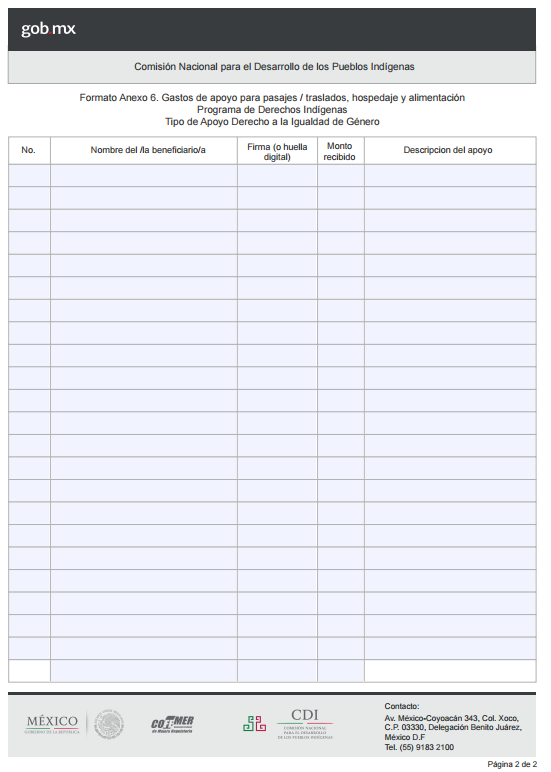 gob.mx
Comisión Nacional para el Desarrollo de los Pueblos Indígenas
Formato Anexo 6. Gastos de apoyo para pasajes / traslados, hospedaje y alimentación
Programa de Derechos Indígenas
Tipo de Apoyo Derecho a la Igualdad de Género
No.
Nombre del /la beneficiario/a
Firma (o huella
digital)
Monto
recibido
Descripcion del apoyo
MÉXICO
GOBIERNO DE LA REPÚBLICA
COFEMER
de Mejora Regulatoria
CDI
COMISIÓN NACIONAL
PARA EL DESARROLLO
DE LOS PUEBLOS INDÍGENAS
Contacto:
Av. México-Coyoacán 343, Col. Xoco,
C.P. 03330, Delegación Benito Juárez,
México D.F
Tel. (55) 9183 2100
Página 2 de 2